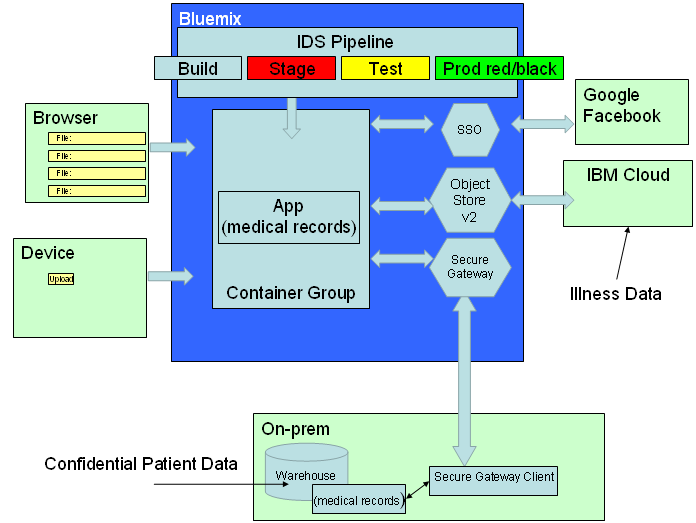 Bluemix
IDS Pipeline
Build
Stage
Test
Prod red/black
Browser
File:
File:
File:
File:
SSO
Google
Facebook
Object
Store
v2
IBM Cloud
App
(medical records)
Device
Upload
Secure
Gateway
Container Group
Illness Data
On-prem
Confidential Patient Data
Warehouse
(medical records)
Secure Gateway Client